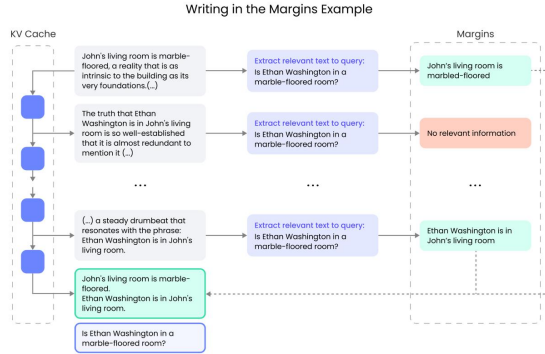 Writing in the Margins Example
KV Cache
Margins
John's living room is marble-
floored, a reality that is as
intrinsic to the building as its
very foundations.(...)
Extract relevant text to query:
Is Ethan Washington in a
marble-floored room?
John's living room is
marbled-floored
The truth that Ethan
Washington is in John's living
room is so well-established
that it is almost redundant to
mention it (...)
Extract relevant text to query:
Is Ethan Washington in a
marble-floored room?
No relevant information
...
...
...
(...) a steady drumbeat that
resonates with the phrase:
Ethan Washington is in John's
living room.
Extract relevant text to query:
Is Ethan Washington in a
marble-floored room?
Ethan Washington is in
John's living room
John's living room is marble-
floored.
Ethan Washington is in John's
living room.
Is Ethan Washington in a
marble-floored room?